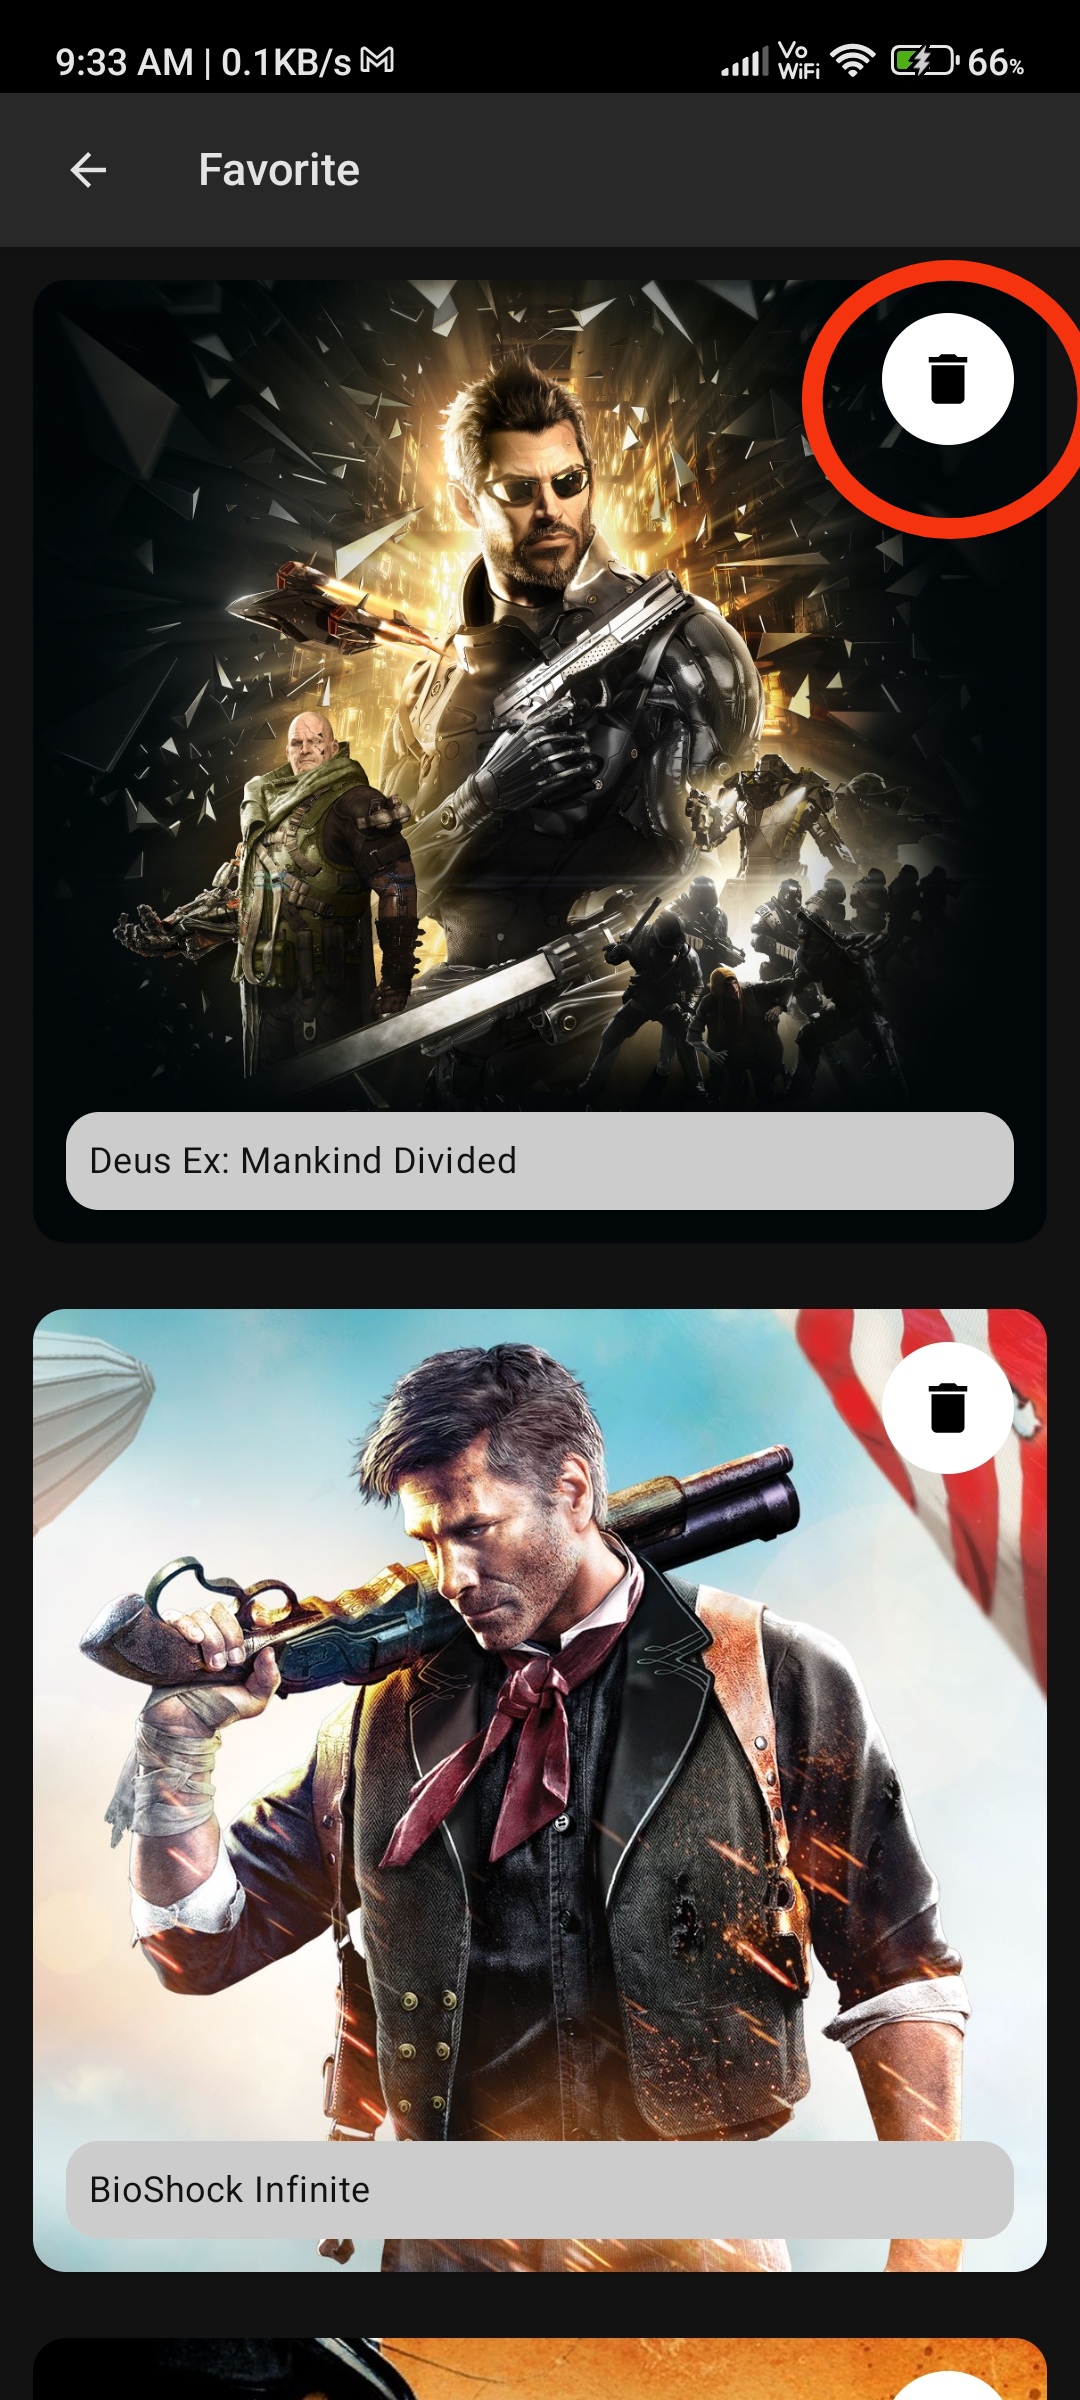 9:33 AM | 0.1KB/s
Vo
WiFi
66%
Favorite
Deus Ex: Mankind Divided
BioShock Infinite